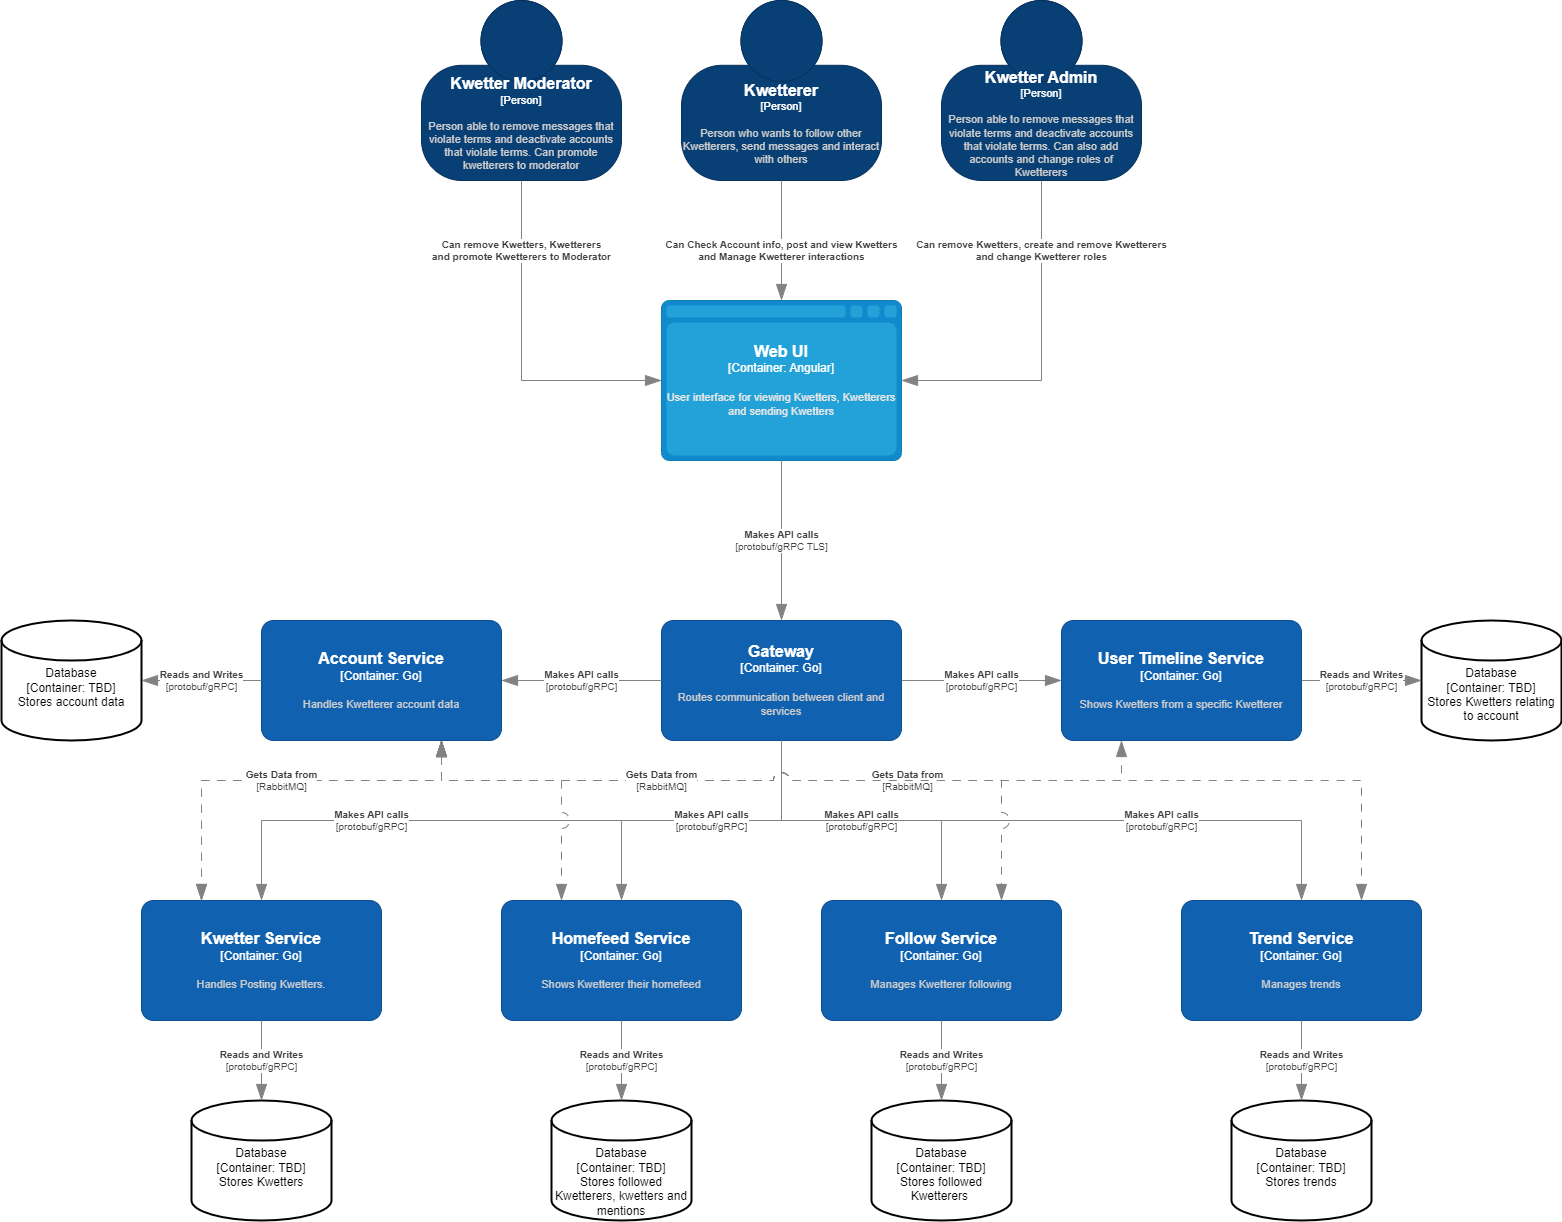 Kwetter Moderator
[Person]
Person able to remove messages that
violate terms and deactivate accounts
that violate terms. Can promote
kwetterers to moderator
Kwetterer
[Person]
Person who wants to follow other
Kwetterers, send messages and interact
with others
Kwetter Admin
[Person]
Person able to remove messages that
violate terms and deactivate accounts
that violate terms. Can also add
accounts and change roles of
Kwetterers
Can remove Kwetters, Kwetterers
and promote Kwetterers to Moderator
Can Check Account info, post and view Kwetters
and Manage Kwetterer interactions
Can remove Kwetters, create and remove Kwetterers
and change Kwetterer roles
Web UI
[Container: Angular]
User interface for viewing Kwetters, Kwetterers
and sending Kwetters
Makes API calls
[protobuf/gRPC TLS]
Database
[Container: TBD]
Stores account data
Reads and Writes
[protobuf/gRPC]
Account Service
[Container: Go]
Handles Kwetterer account data
Makes API calls
[protobuf/gRPC]
Gateway
[Container: Go]
Routes communication between client and
services
Makes API calls
[protobuf/gRPC]
User Timeline Service
[Container: Go]
Shows Kwetters from a specific Kwetterer
Reads and Writes
[protobuf/gRPC]
Database
[Container: TBD]
Stores Kwetters relating
to account
Gets Data from
[RabbitMQ]
Gets Data from
[RabbitMQ]
Gets Data from
[RabbitMQ]
Makes API calls
[protobuf/gRPC]
Makes API calls
[protobuf/gRPC]
Makes API calls
[protobuf/gRPC]
Makes API calls
[protobuf/gRPC]
Kwetter Service
[Container: Go]
Handles Posting Kwetters.
Homefeed Service
[Container: Go]
Shows Kwetterer their homefeed
Follow Service
[Container: Go]
Manages Kwetterer following
Trend Service
[Container: Go]
Manages trends
Reads and Writes
[protobuf/gRPC]
Reads and Writes
[protobuf/gRPC]
Reads and Writes
[protobuf/gRPC]
Reads and Writes
[protobuf/gRPC]
Database
[Container: TBD]
Stores Kwetters
Database
[Container: TBD]
Stores followed
Kwetterers, kwetters and
mentions
Database
[Container: TBD]
Stores followed
Kwetterers
Database
[Container: TBD]
Stores trends